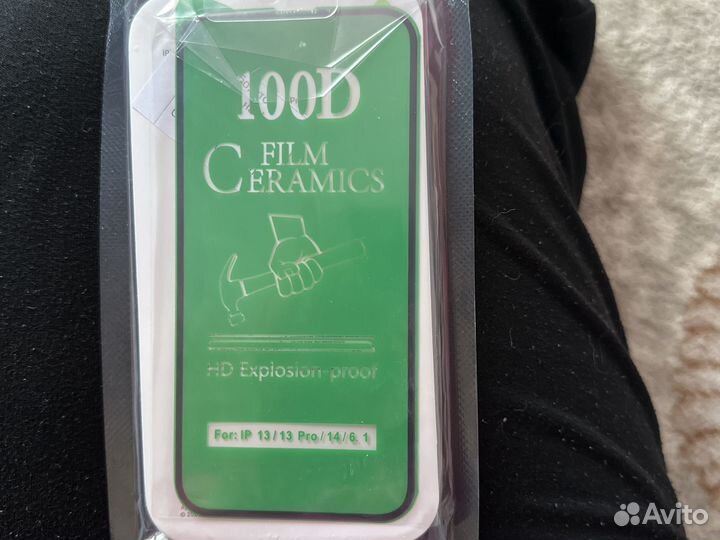 100D
FILM
CERAMICS
HD Explosion-proof
For: IP 13/13 Pro/14/6.1
Avito